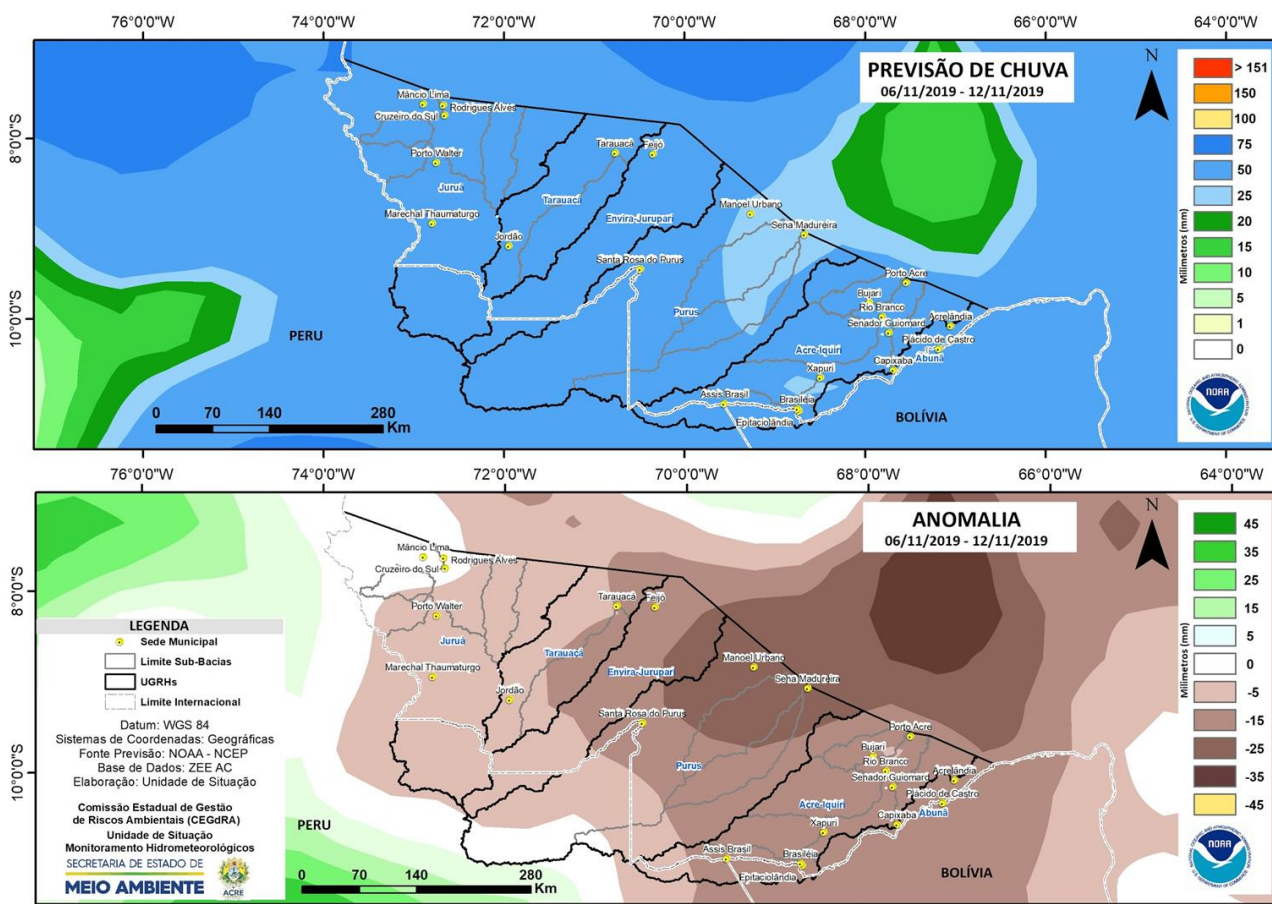 76°0'0"W 74°0'0"W 72°0'0"W 70°0'0"W 68°0'0"W 66°0'0"W 64°0'0"W
PREVISÃO DE CHUVA
06/11/2019 - 12/11/2019
N
> 151
150
100
75
50
25
20
15
10
5
1
0
Milímetros (mm)
NOAA
8°0'0"S
10°0'0"S
Mâncio Lima
Rodrigues Alves
Cruzeiro do Sul
Porto Walter
Juruá
Marechal Thaumaturgo
Tarauacá
Feijó
Tarauacá
Envira-Jurupari
Jordão
Santa Rosa do Purus
Manoel Urbano
Sena Madureira
Purus
Porto Acre
Bujari
Rio Branco
Senador Guiomard
Acrelândia
Plácido de Castro
Acre-Iquiri
Abunã
Capixaba
Xapuri
Assis Brasil
Brasiléia
Epitaciolândia
PERU
BOLÍVIA
0 70 140 280
Km
76°0'0"W 74°0'0"W 72°0'0"W 70°0'0"W 68°0'0"W 66°0'0"W 64°0'0"W
ANOMALIA
06/11/2019 - 12/11/2019
N
45
35
25
15
5
0
-5
-15
-25
-35
-45
Milímetros (mm)
NOAA
8°0'0"S
10°0'0"S
Mâncio Lima
Rodrigues Alves
Cruzeiro do Sul
Porto Walter
Juruá
Marechal Thaumaturgo
Tarauacá
Feijó
Tarauacá
Envira-Jurupari
Jordão
Santa Rosa do Purus
Manoel Urbano
Sena Madureira
Purus
Porto Acre
Bujari
Rio Branco
Senador Guiomard
Acrelândia
Plácido de Castro
Acre-Iquiri
Abunã
Capixaba
Xapuri
Assis Brasil
Brasiléia
Epitaciolândia
PERU
BOLÍVIA
0 70 140 280
Km
LEGENDA
Sede Municipal
Limite Sub-Bacias
UGRHs
Limite Internacional
Datum: WGS 84
Sistemas de Coordenadas: Geográficas
Fonte Previsão: NOAA - NCEP
Base de Dados: ZEE AC
Elaboração: Unidade de Situação
Comissão Estadual de Gestão
de Riscos Ambientais (CEGdRA)
Unidade de Situação
Monitoramento Hidrometeorológicos
SECRETARIA DE ESTADO DE
MEIO AMBIENTE
ACRE